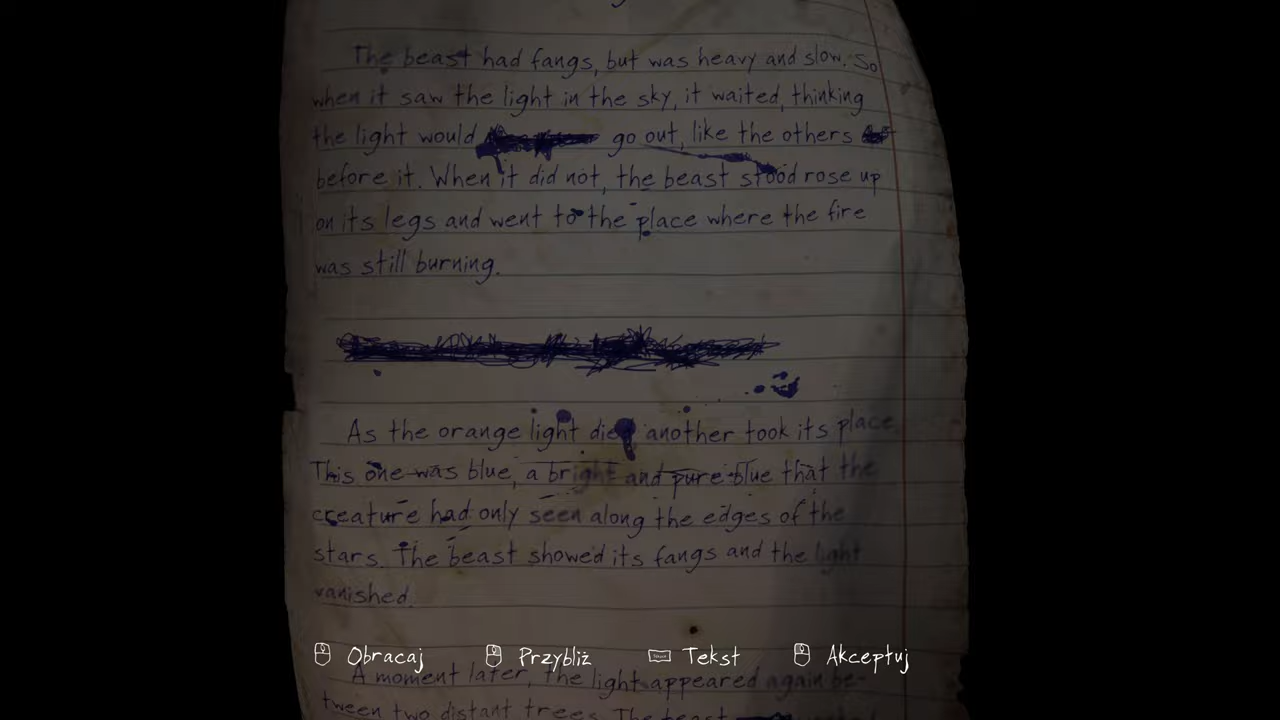 The beast had fangs, but was heavy and slow. So
when it saw the light in the sky, it waited, thinking
the light would go out, like the others
before it. When it did not, the beast stood rose up
on its legs and went to the place where the fire
was still burning.
As the orange light died another took its place.
This one was blue, a bright and pure blue that the
creature had only seen along the edges of the
stars. The beast showed its fangs and the light
vanished.
Obracaj Przybliż Tekst Akceptuj
A moment later, the light appeared again be-
tween two distant trees. The beast